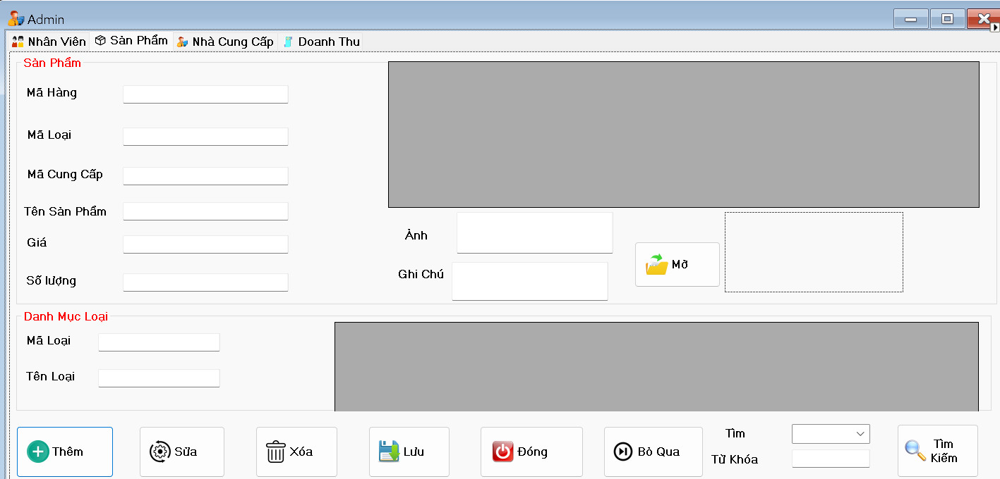 Admin
Nhân Viên Sản Phẩm Nhà Cung Cấp Doanh Thu
Sản Phẩm
Mã Hàng
Mã Loại
Mã Cung Cấp
Tên Sản Phẩm
Giá
Số lượng
Ảnh
Ghi Chú
Mở
Danh Mục Loại
Mã Loại
Tên Loại
Thêm
Sửa
Xóa
Lưu
Đóng
Bỏ Qua
Tìm
Từ Khóa
Tìm
Kiếm